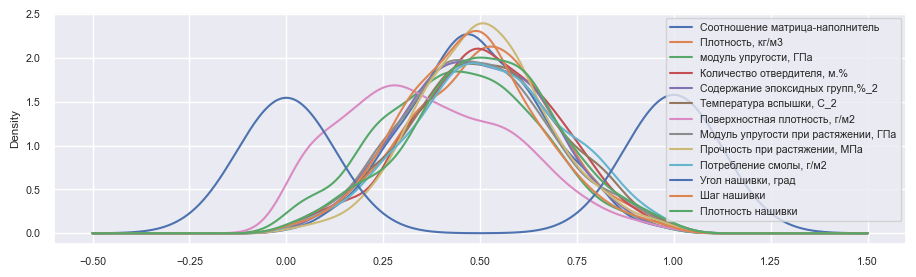 2.5
2.0
1.5
1.0
0.5
0.0
Density
−0.50
−0.25
0.00
0.25
0.50
0.75
1.00
1.25
1.50
Соотношение матрица-наполнитель
Плотность, кг/м3
модуль упругости, ГПа
Количество отвердителя, м.%
Содержание эпоксидных групп,%_2
Температура вспышки, С_2
Поверхностная плотность, г/м2
Модуль упругости при растяжении, ГПа
Прочность при растяжении, МПа
Потребление смолы, г/м2
Угол нашивки, град
Шаг нашивки
Плотность нашивки